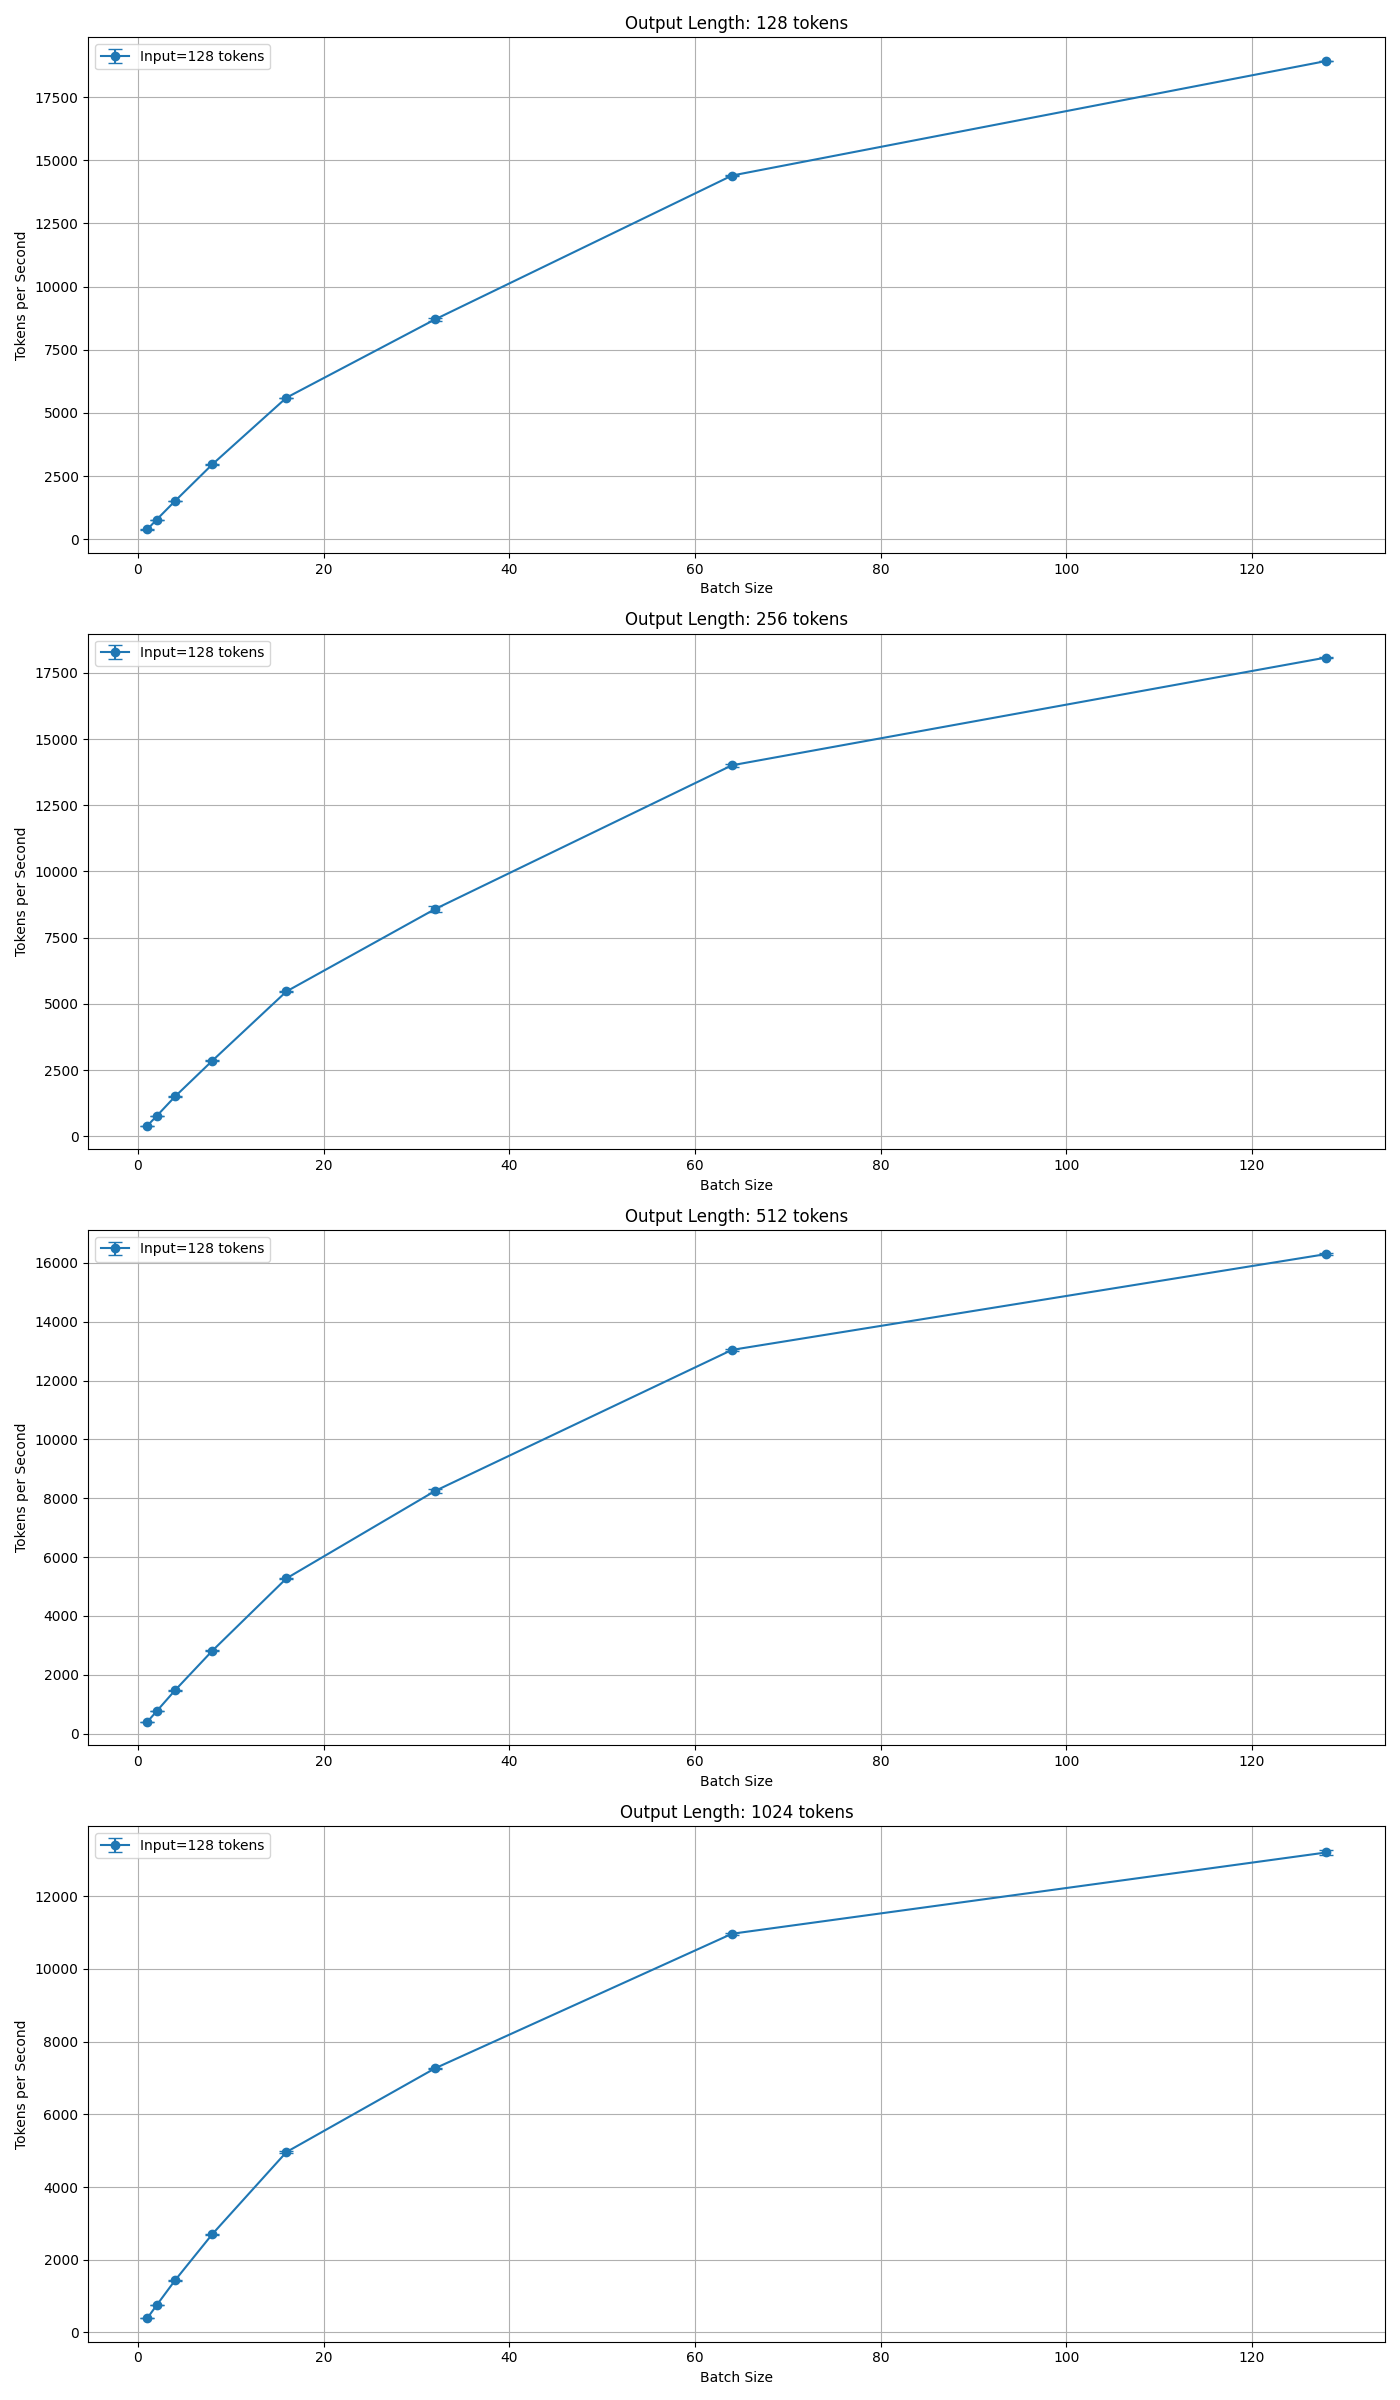 Output Length: 128 tokens
Input=128 tokens
17500
15000
12500
10000
7500
5000
2500
0
Tokens per Second
0 20 40 60 80 100 120
Batch Size
Output Length: 256 tokens
Input=128 tokens
17500
15000
12500
10000
7500
5000
2500
0
Tokens per Second
0 20 40 60 80 100 120
Batch Size
Output Length: 512 tokens
Input=128 tokens
16000
14000
12000
10000
8000
6000
4000
2000
0
Tokens per Second
0 20 40 60 80 100 120
Batch Size
Output Length: 1024 tokens
Input=128 tokens
12000
10000
8000
6000
4000
2000
0
Tokens per Second
0 20 40 60 80 100 120
Batch Size